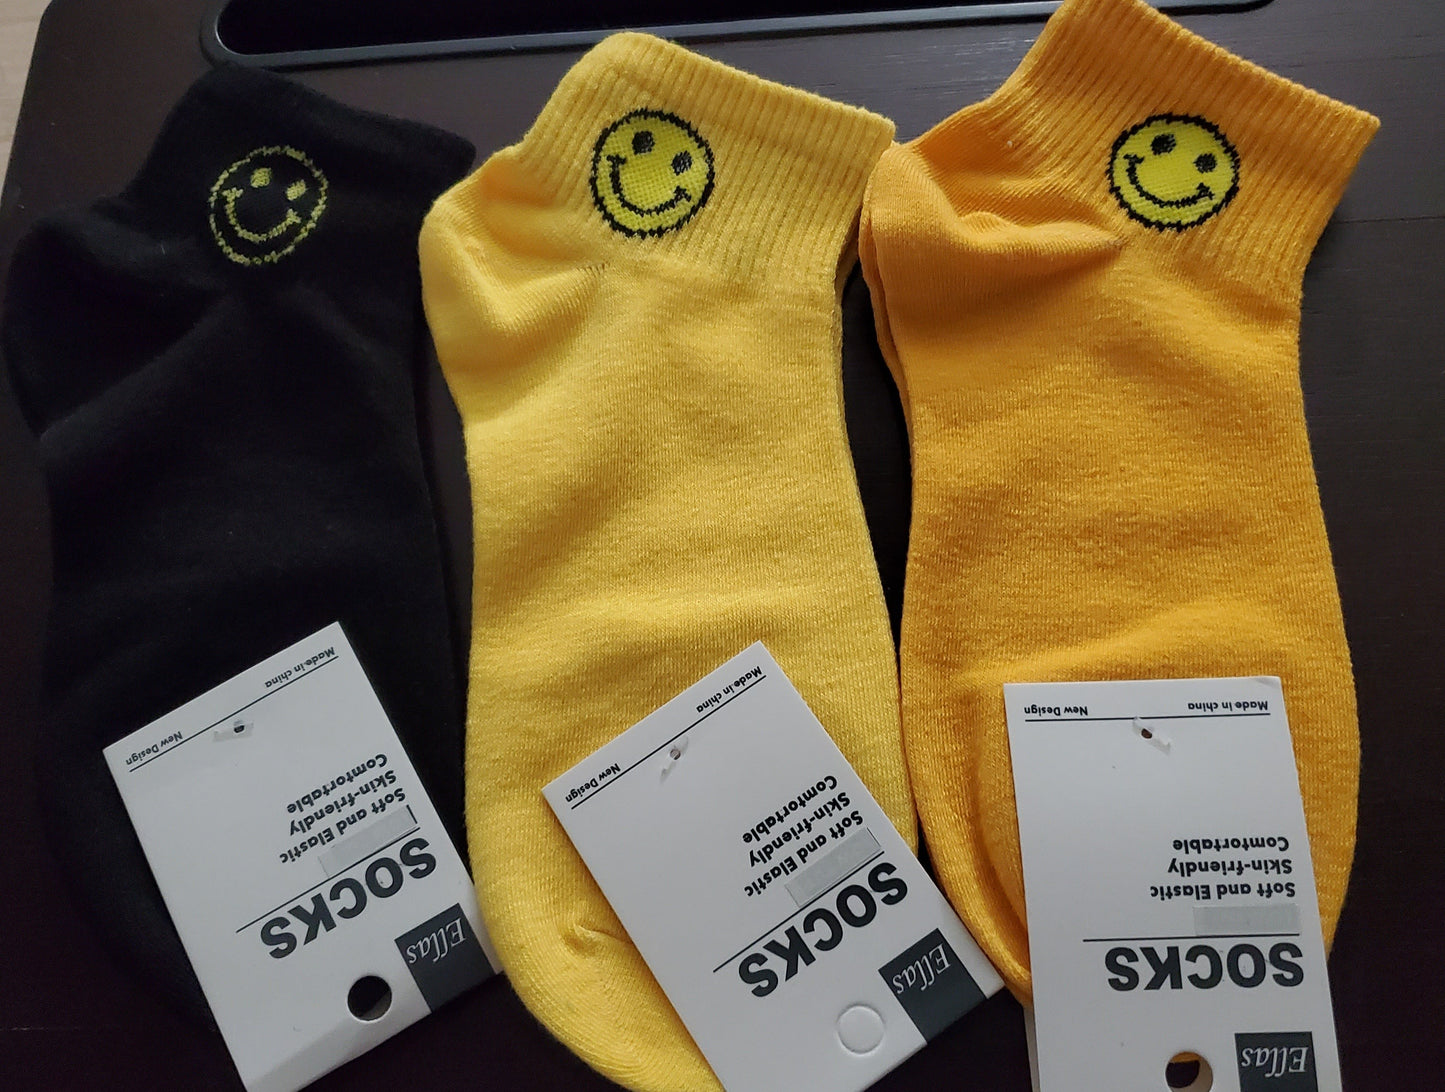 Ellas
SOCKS
Soft and Elastic
Skin-friendly
Comfortable
New Design
Made in china
Ellas
SOCKS
Soft and Elastic
Skin-friendly
Comfortable
New Design
Made in china
Ellas
SOCKS
Soft and Elastic
Skin-friendly
Comfortable
Made in china
New Design